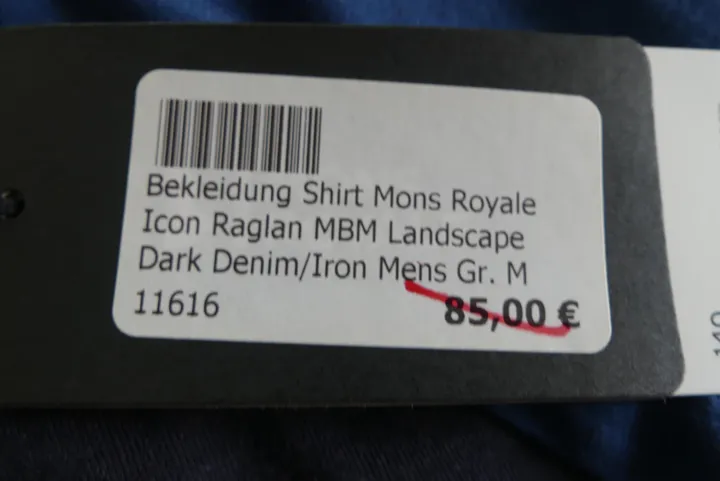 Bekleidung Shirt Mons Royale
Icon Raglan MBM Landscape
Dark Denim/Iron Mens Gr. M
11616 85,00 €